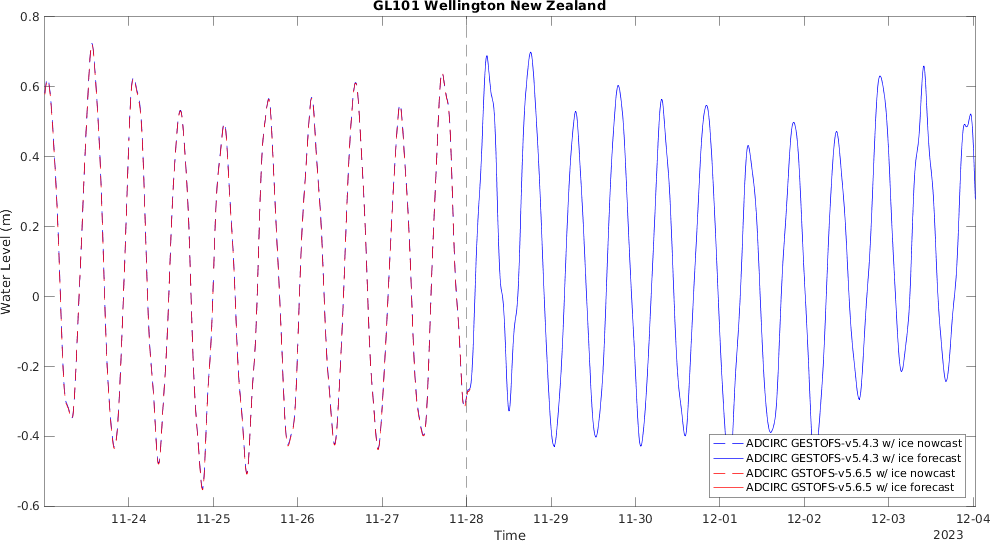 GL101 Wellington New Zealand
Water Level (m)
0.8
0.6
0.4
0.2
0
-0.2
-0.4
-0.6
ADCIRC GESTOFS-v5.4.3 w/ ice nowcast
ADCIRC GESTOFS-v5.4.3 w/ ice forecast
ADCIRC GSTOFS-v5.6.5 w/ ice nowcast
ADCIRC GSTOFS-v5.6.5 w/ ice forecast
11-24 11-25 11-26 11-27 11-28 11-29 11-30 12-01 12-02 12-03 12-04
Time
2023